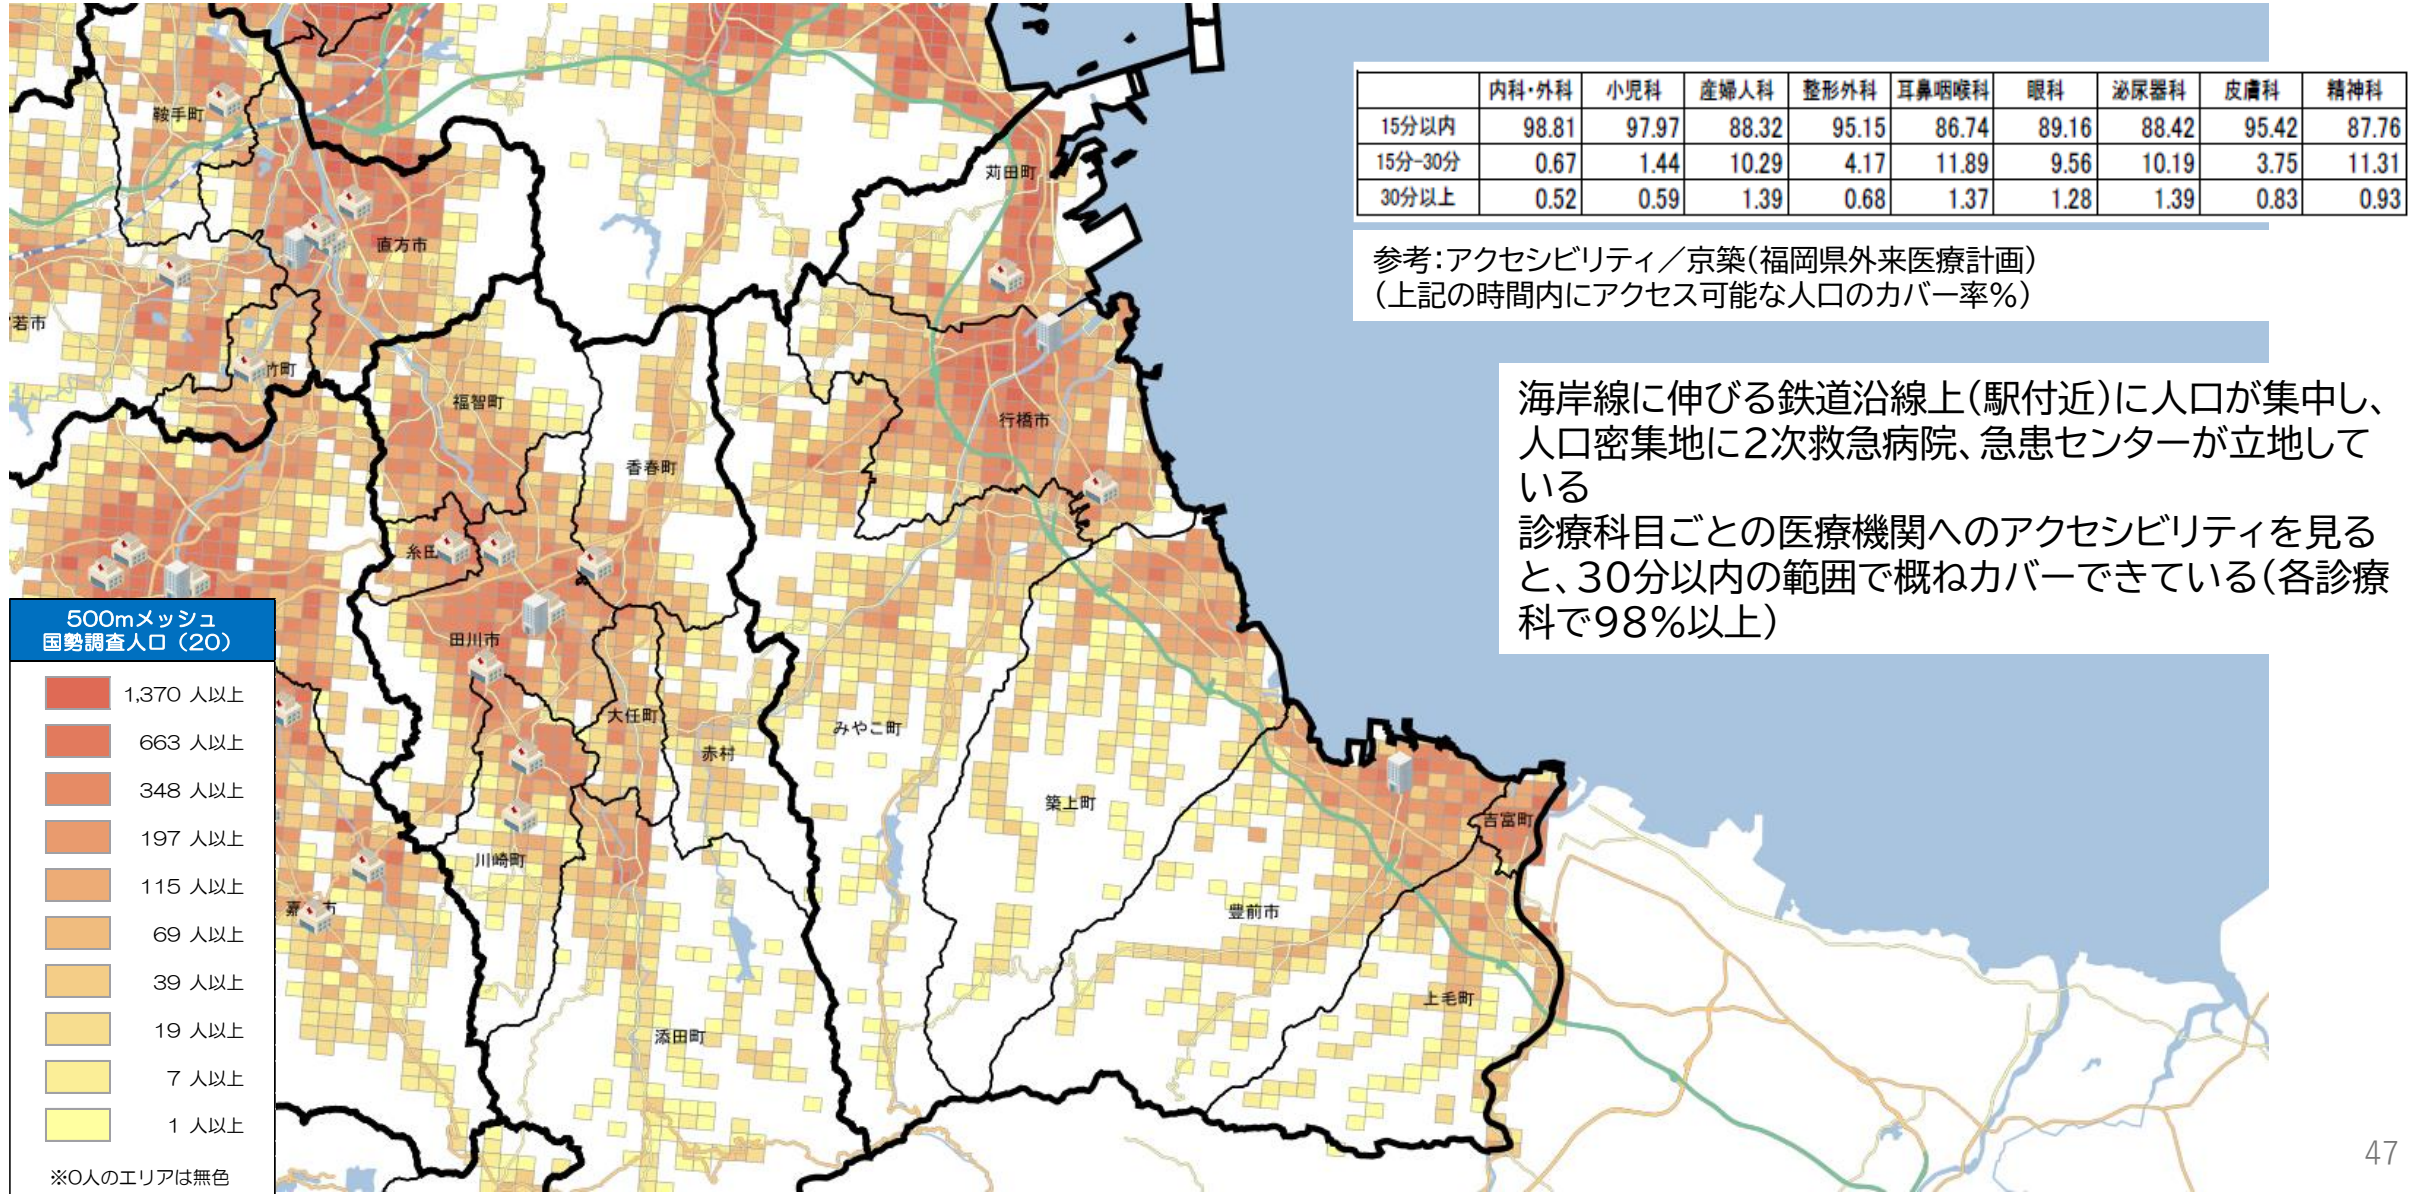 内科・外科 小児科 産婦人科 整形外科 耳鼻咽喉科 眼科 泌尿器科 皮膚科 精神科
15分以内 98.81 97.97 88.32 95.15 86.74 89.16 88.42 95.42 87.76
15分-30分 0.67 1.44 10.29 4.17 11.89 9.56 10.19 3.75 11.31
30分以上 0.52 0.59 1.39 0.68 1.37 1.28 1.39 0.83 0.93
参考：アクセシビリティ／京築（福岡県外来医療計画）
（上記の時間内にアクセス可能な人口のカバー率％）
海岸線に伸びる鉄道沿線上（駅付近）に人口が集中し、
人口密集地に2次救急病院、急患センターが立地して
いる
診療科目ごとの医療機関へのアクセシビリティを見る
と、30分以内の範囲で概ねカバーできている（各診療
科で98％以上）
鞍手町
苅田町
直方市
若市
竹町
福智町
行橋市
香春町
糸田
田川市
大任町
みやこ町
赤村
築上町
吉富町
川崎町
豊前市
上毛町
添田町
500mメッシュ
国勢調査人口（20）
1,370 人以上
663 人以上
348 人以上
197 人以上
115 人以上
69 人以上
39 人以上
19 人以上
7 人以上
1 人以上
※0人のエリアは無色
47